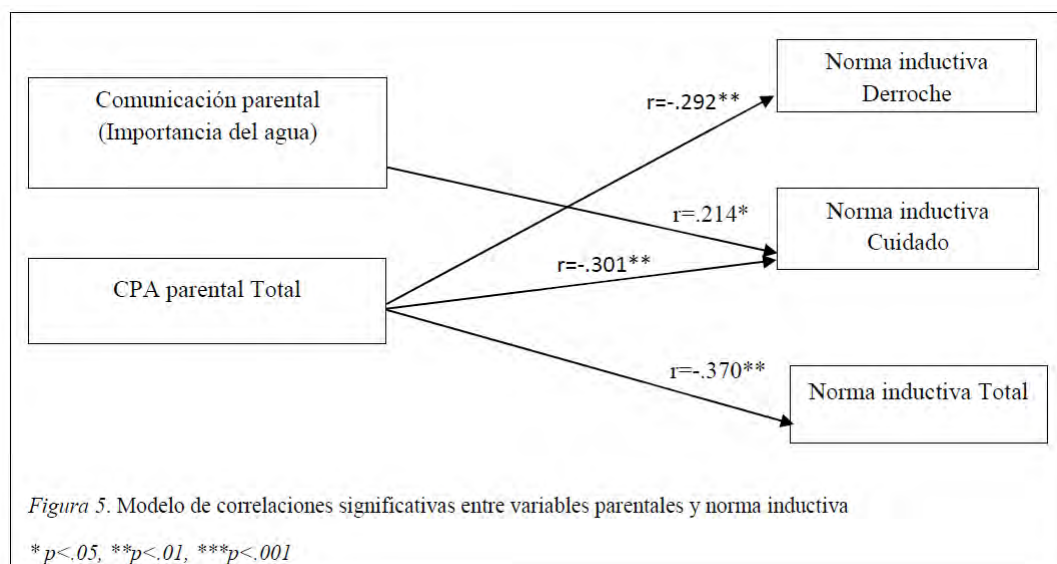 Comunicación parental
(Importancia del agua)
CPA parental Total
r=-.292**
r=.214*
r=-.301**
r=-.370**
Norma inductiva
Derroche
Norma inductiva
Cuidado
Norma inductiva Total
Figura 5. Modelo de correlaciones significativas entre variables parentales y norma inductiva
* p<.05, **p<.01, ***p<.001